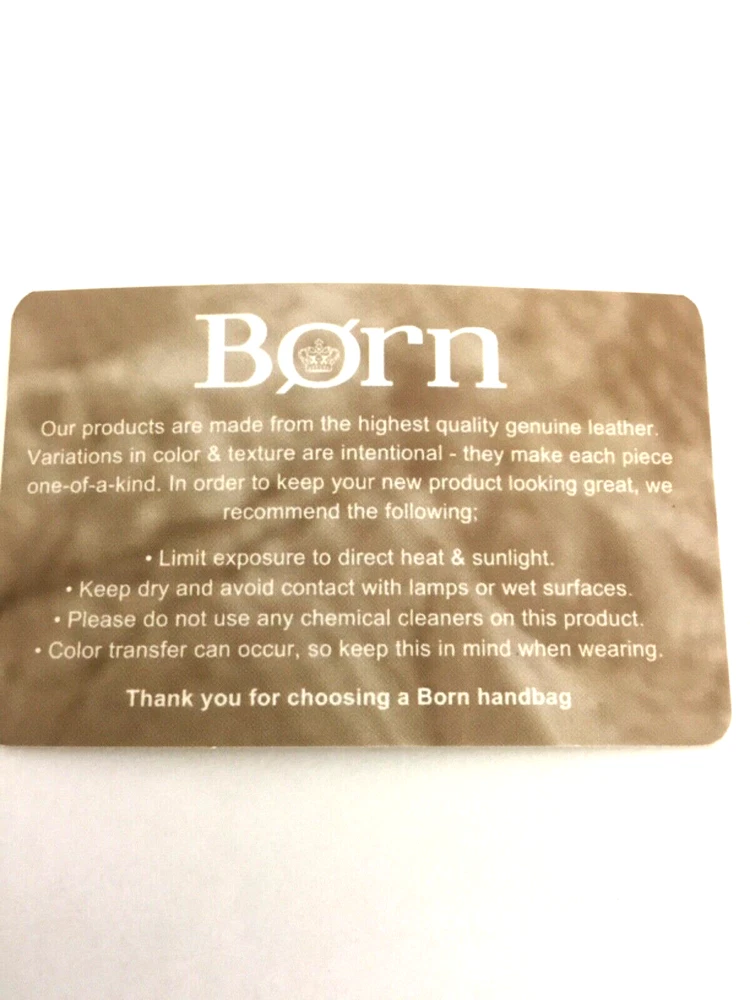 Børn
Our products are made from the highest quality genuine leather.
Variations in color & texture are intentional - they make each piece
one-of-a-kind. In order to keep your new product looking great, we
recommend the following;
• Limit exposure to direct heat & sunlight.
• Keep dry and avoid contact with lamps or wet surfaces.
• Please do not use any chemical cleaners on this product.
• Color transfer can occur, so keep this in mind when wearing.
Thank you for choosing a Born handbag